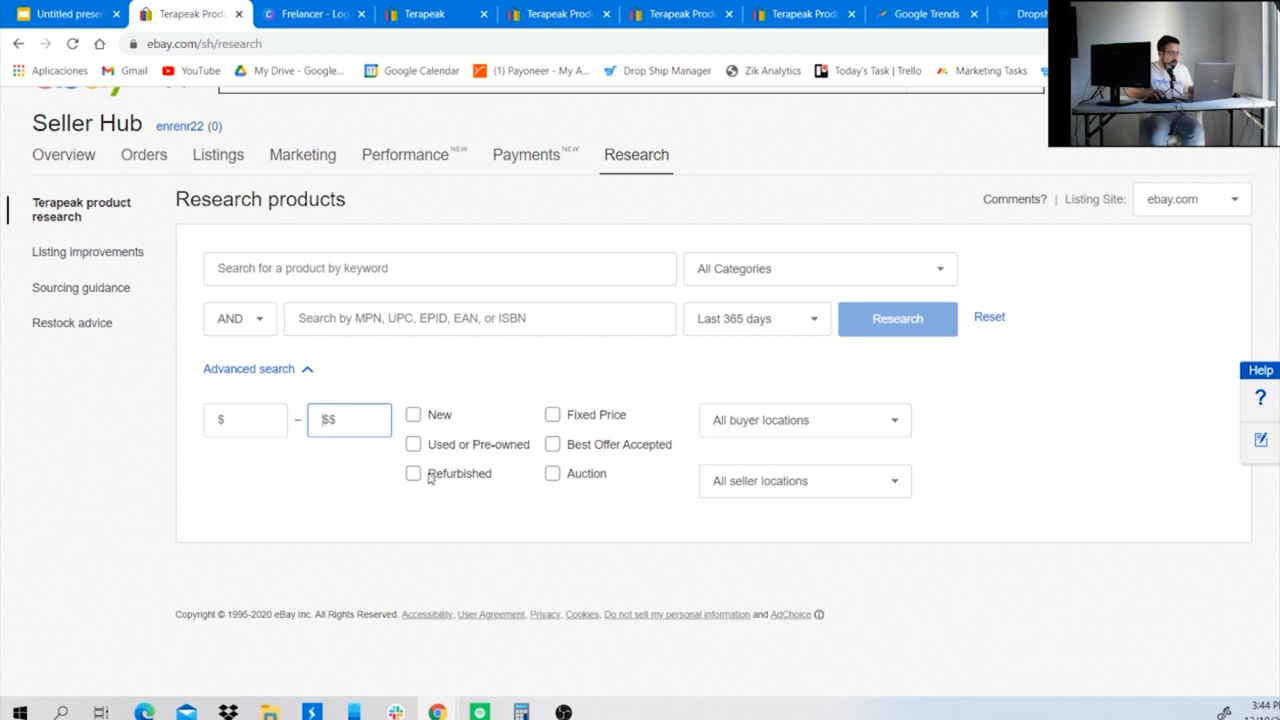 Untitled preser
Terapeak Produ
Frelancer - Log
Terapeak
Terapeak Produ
Terapeak Produ
Terapeak Produ
Google Trends
Dropsh
ebay.com/sh/research
Aplicaciones
Gmail
YouTube
My Drive - Google...
Google Calendar
(1) Payoneer - My A...
Drop Ship Manager
Zik Analytics
Today's Task | Trello
Marketing Tasks
Seller Hub
enrenr22 (0)
Overview
Orders
Listings
Marketing
Performance NEW
Payments NEW
Research
Terapeak product
research
Listing improvements
Sourcing guidance
Restock advice
Research products
Comments? | Listing Site:
ebay.com
Search for a product by keyword
All Categories
AND
Search by MPN, UPC, EPID, EAN, or ISBN
Last 365 days
Research
Reset
Advanced search
$
–
$$
New
Fixed Price
All buyer locations
Used or Pre-owned
Best Offer Accepted
Refurbished
Auction
All seller locations
Help
?
Copyright © 1995-2020 eBay Inc. All Rights Reserved. Accessibility, User Agreement, Privacy, Cookies, Do not sell my personal information and AdChoice
3:44 P